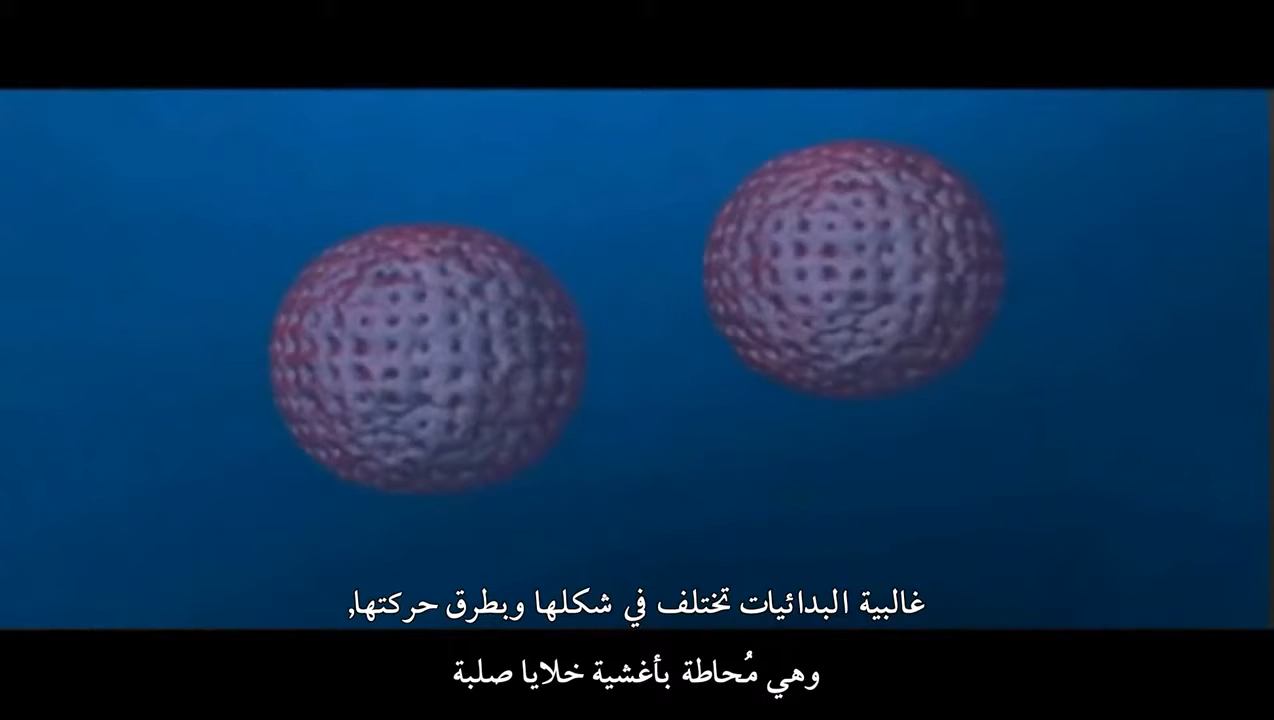 غالبية البدائيات تختلف في شكلها وبطرق حركتها,
وهي مُحاطة بأغشية خلايا صلبة